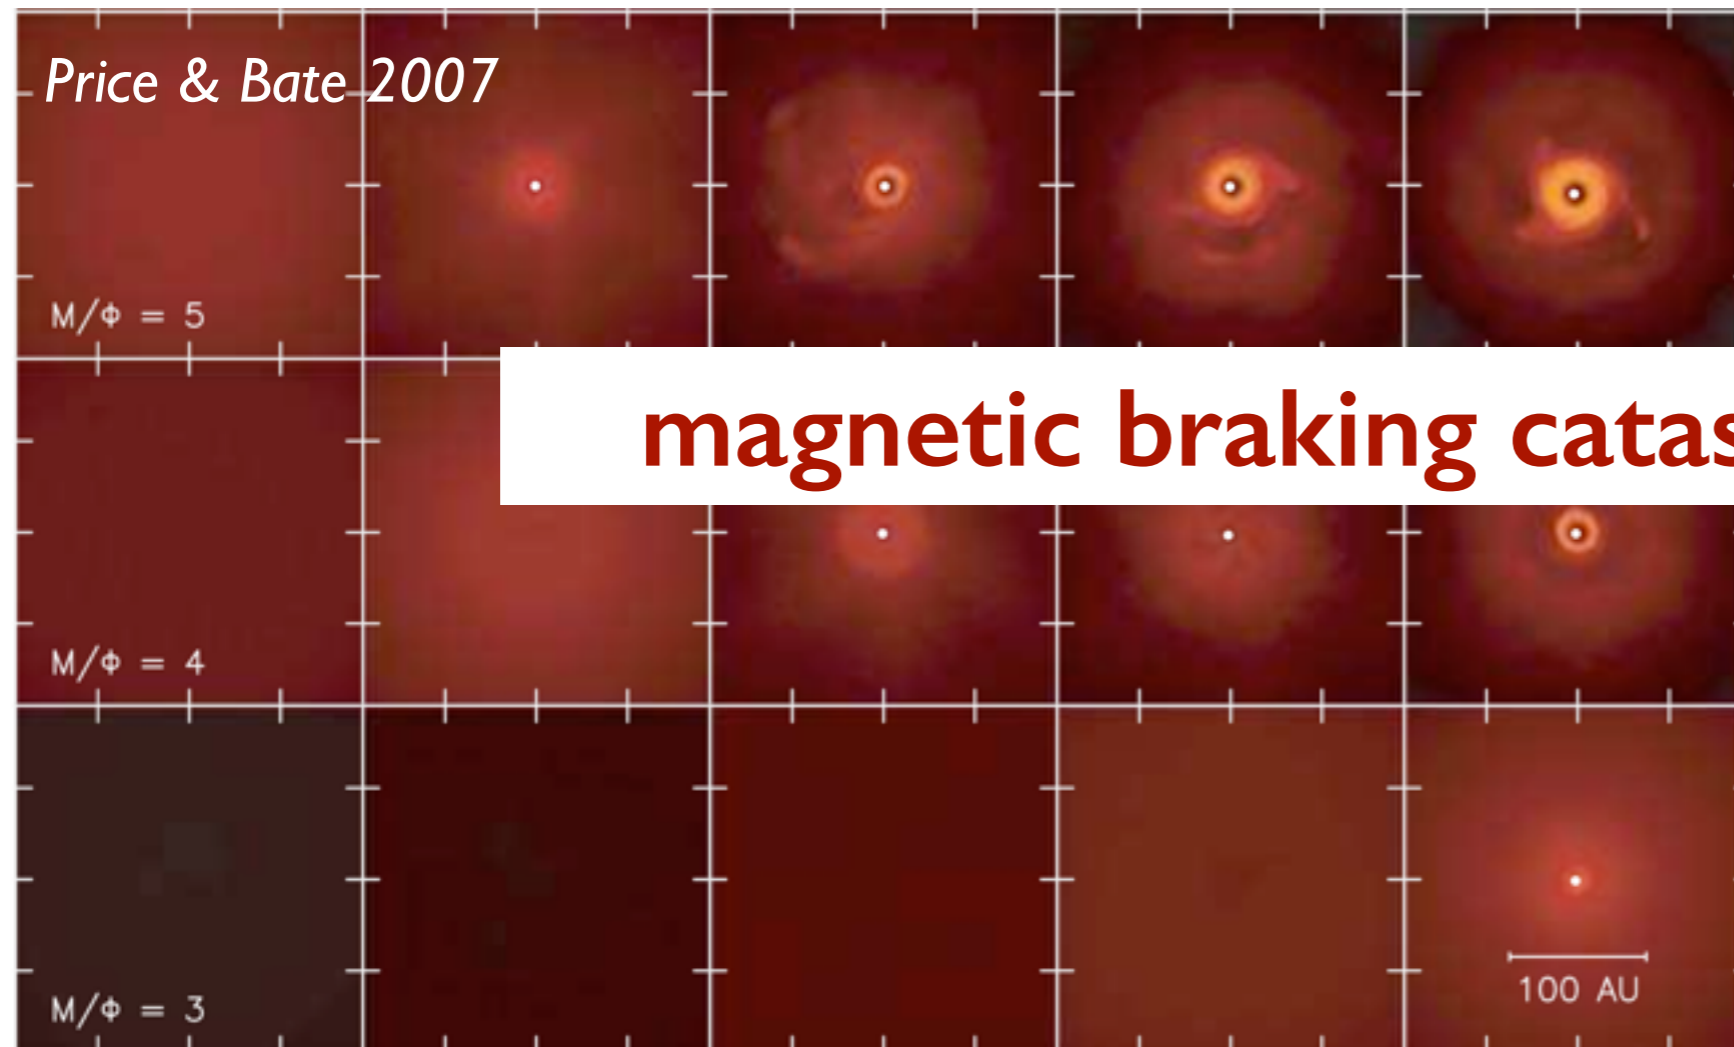 Price & Bate 2007
M/Φ = 5
magnetic braking catas
M/Φ = 4
M/Φ = 3
100 AU